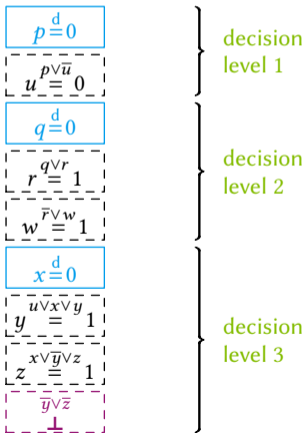 p d= 0
u p∨u̅= 0
decision level 1
q d= 0
r q∨r= 1
w r̅∨w= 1
decision level 2
x d= 0
y u∨x∨y= 1
z x∨y̅∨z= 1
y̅∨z̅
⊥
decision level 3